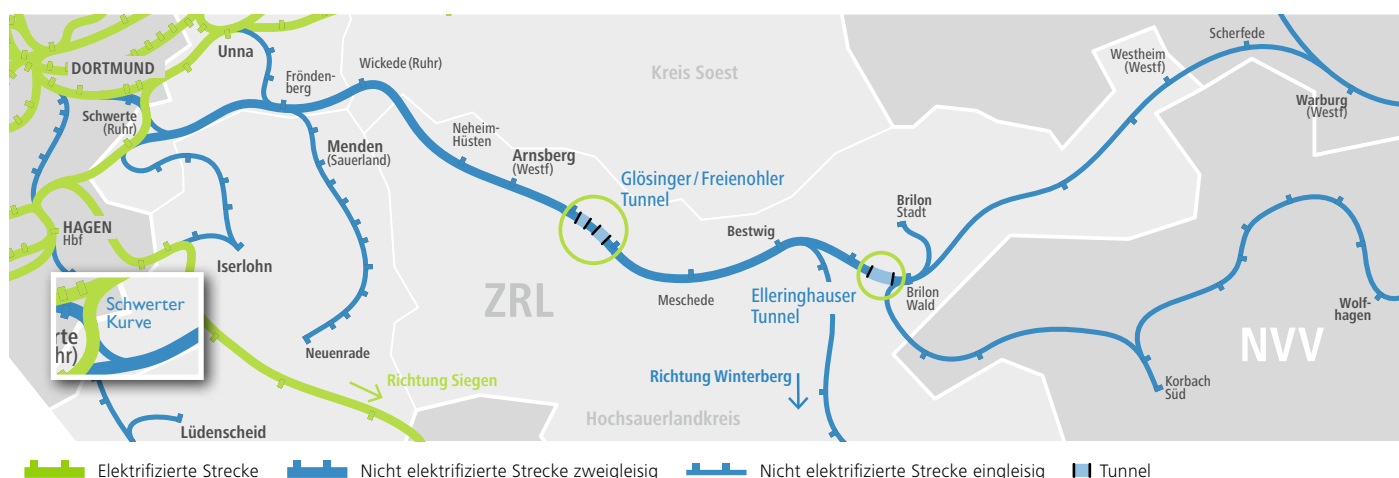 Unna
DORTMUND
Wickede (Ruhr)
Frönden-
berg
Schwerte
(Ruhr)
Menden
(Sauerland)
Neheim-
Hüsten
Arnsberg
(Westf)
Kreis Soest
Glösinger / Freienohler
Tunnel
Scherfede
Westheim
(Westf)
Warburg
(Westf)
HAGEN
Hbf
Iserlohn
Bestwig
Brilon
Stadt
Schwerter
Kurve
rte
hr)
ZRL
Meschede
Elleringhauser
Tunnel
Brilon
Wald
Wolf-
hagen
NVV
Neuenrade
Richtung Siegen
Richtung Winterberg
Korbach
Süd
Hochsauerlandkreis
Lüdenscheid
Elektrifizierte Strecke
Nicht elektrifizierte Strecke zweigleisig
Nicht elektrifizierte Strecke eingleisig
Tunnel